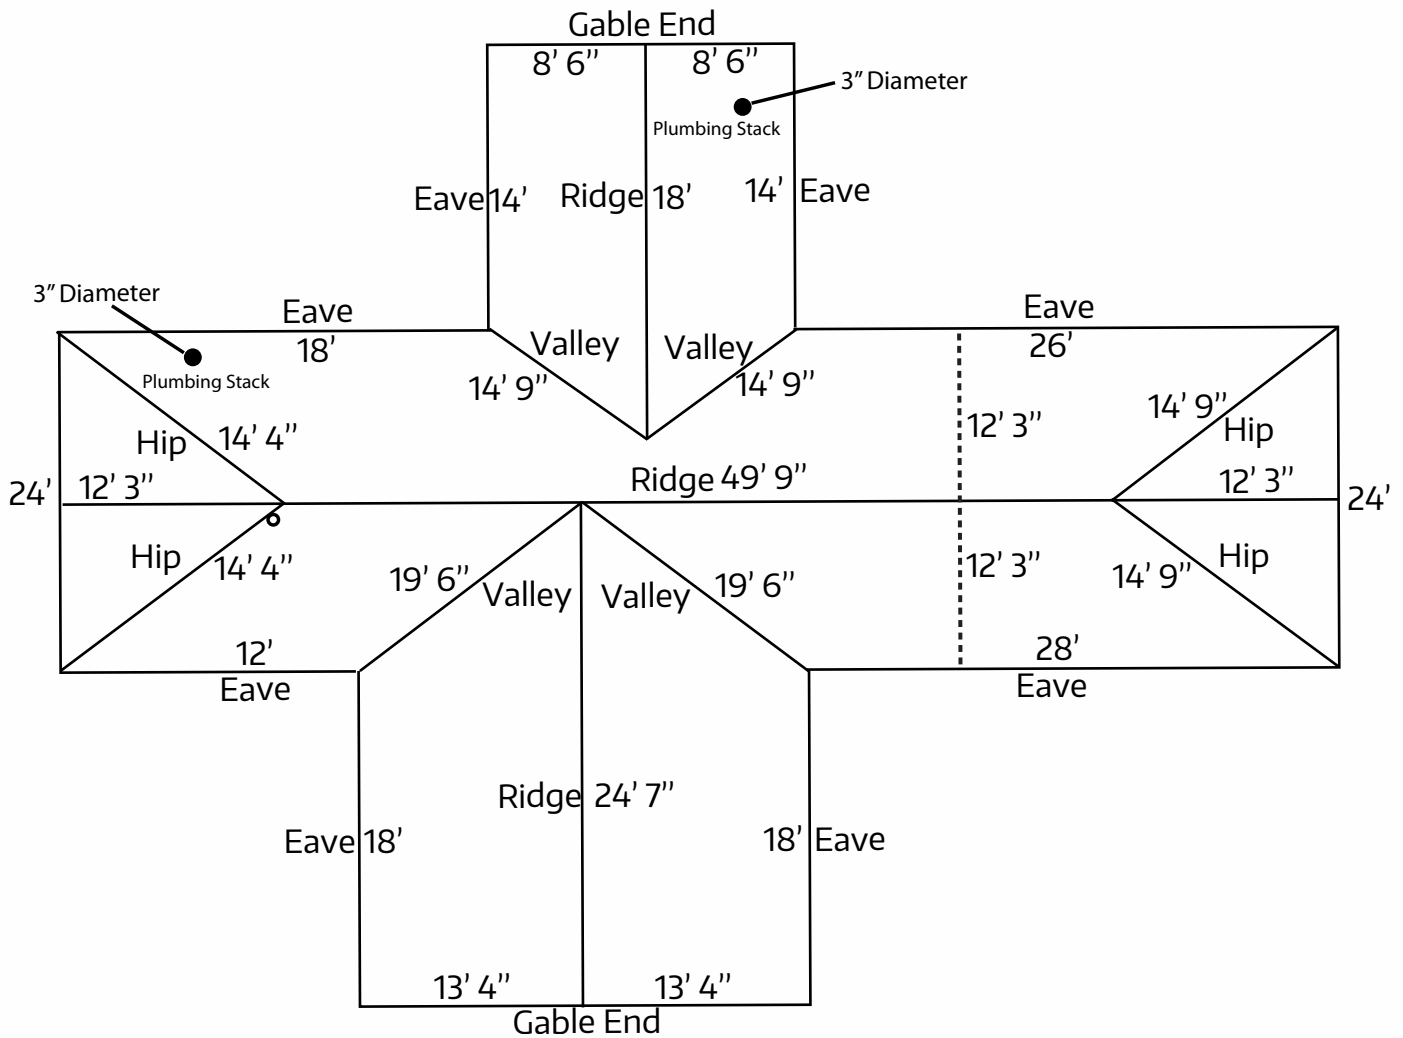 Gable End
8’ 6” 8’ 6”
3” Diameter
Plumbing Stack
Eave 14’ Ridge 18’ 14’ Eave
3” Diameter
Eave
18’
Plumbing Stack
Valley Valley
14’ 9” 14’ 9”
Eave
26’
12’ 3”
14’ 9”
Hip
Hip 14’ 4”
24’ 12’ 3”
Ridge 49’ 9”
12’ 3” 24’
Hip 14’ 4”
19’ 6” Valley Valley 19’ 6”
12’ 3”
14’ 9” Hip
12’
Eave
28’
Eave
Ridge 24’ 7”
Eave 18’ 18’ Eave
13’ 4” 13’ 4”
Gable End